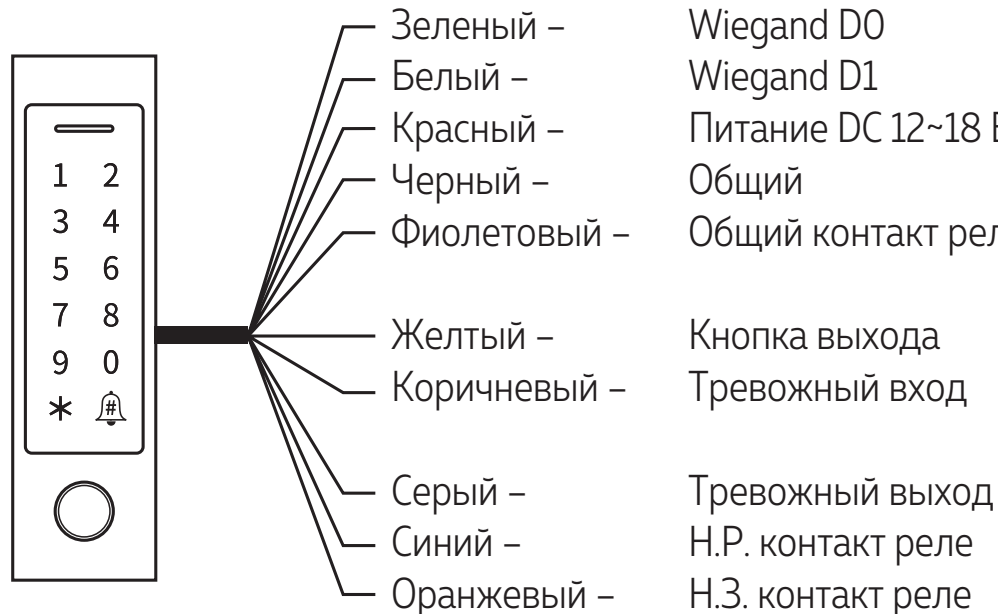 Зеленый – Wiegand D0
Белый – Wiegand D1
Красный – Питание DC 12~18
Черный – Общий
Фиолетовый – Общий контакт
Желтый – Кнопка выхода
Коричневый – Тревожный вход
Серый – Тревожный выход
Синий – Н.Р. контакт реле
Оранжевый – Н.З. контакт реле
1 2
3 4
5 6
7 8
9 0
* #